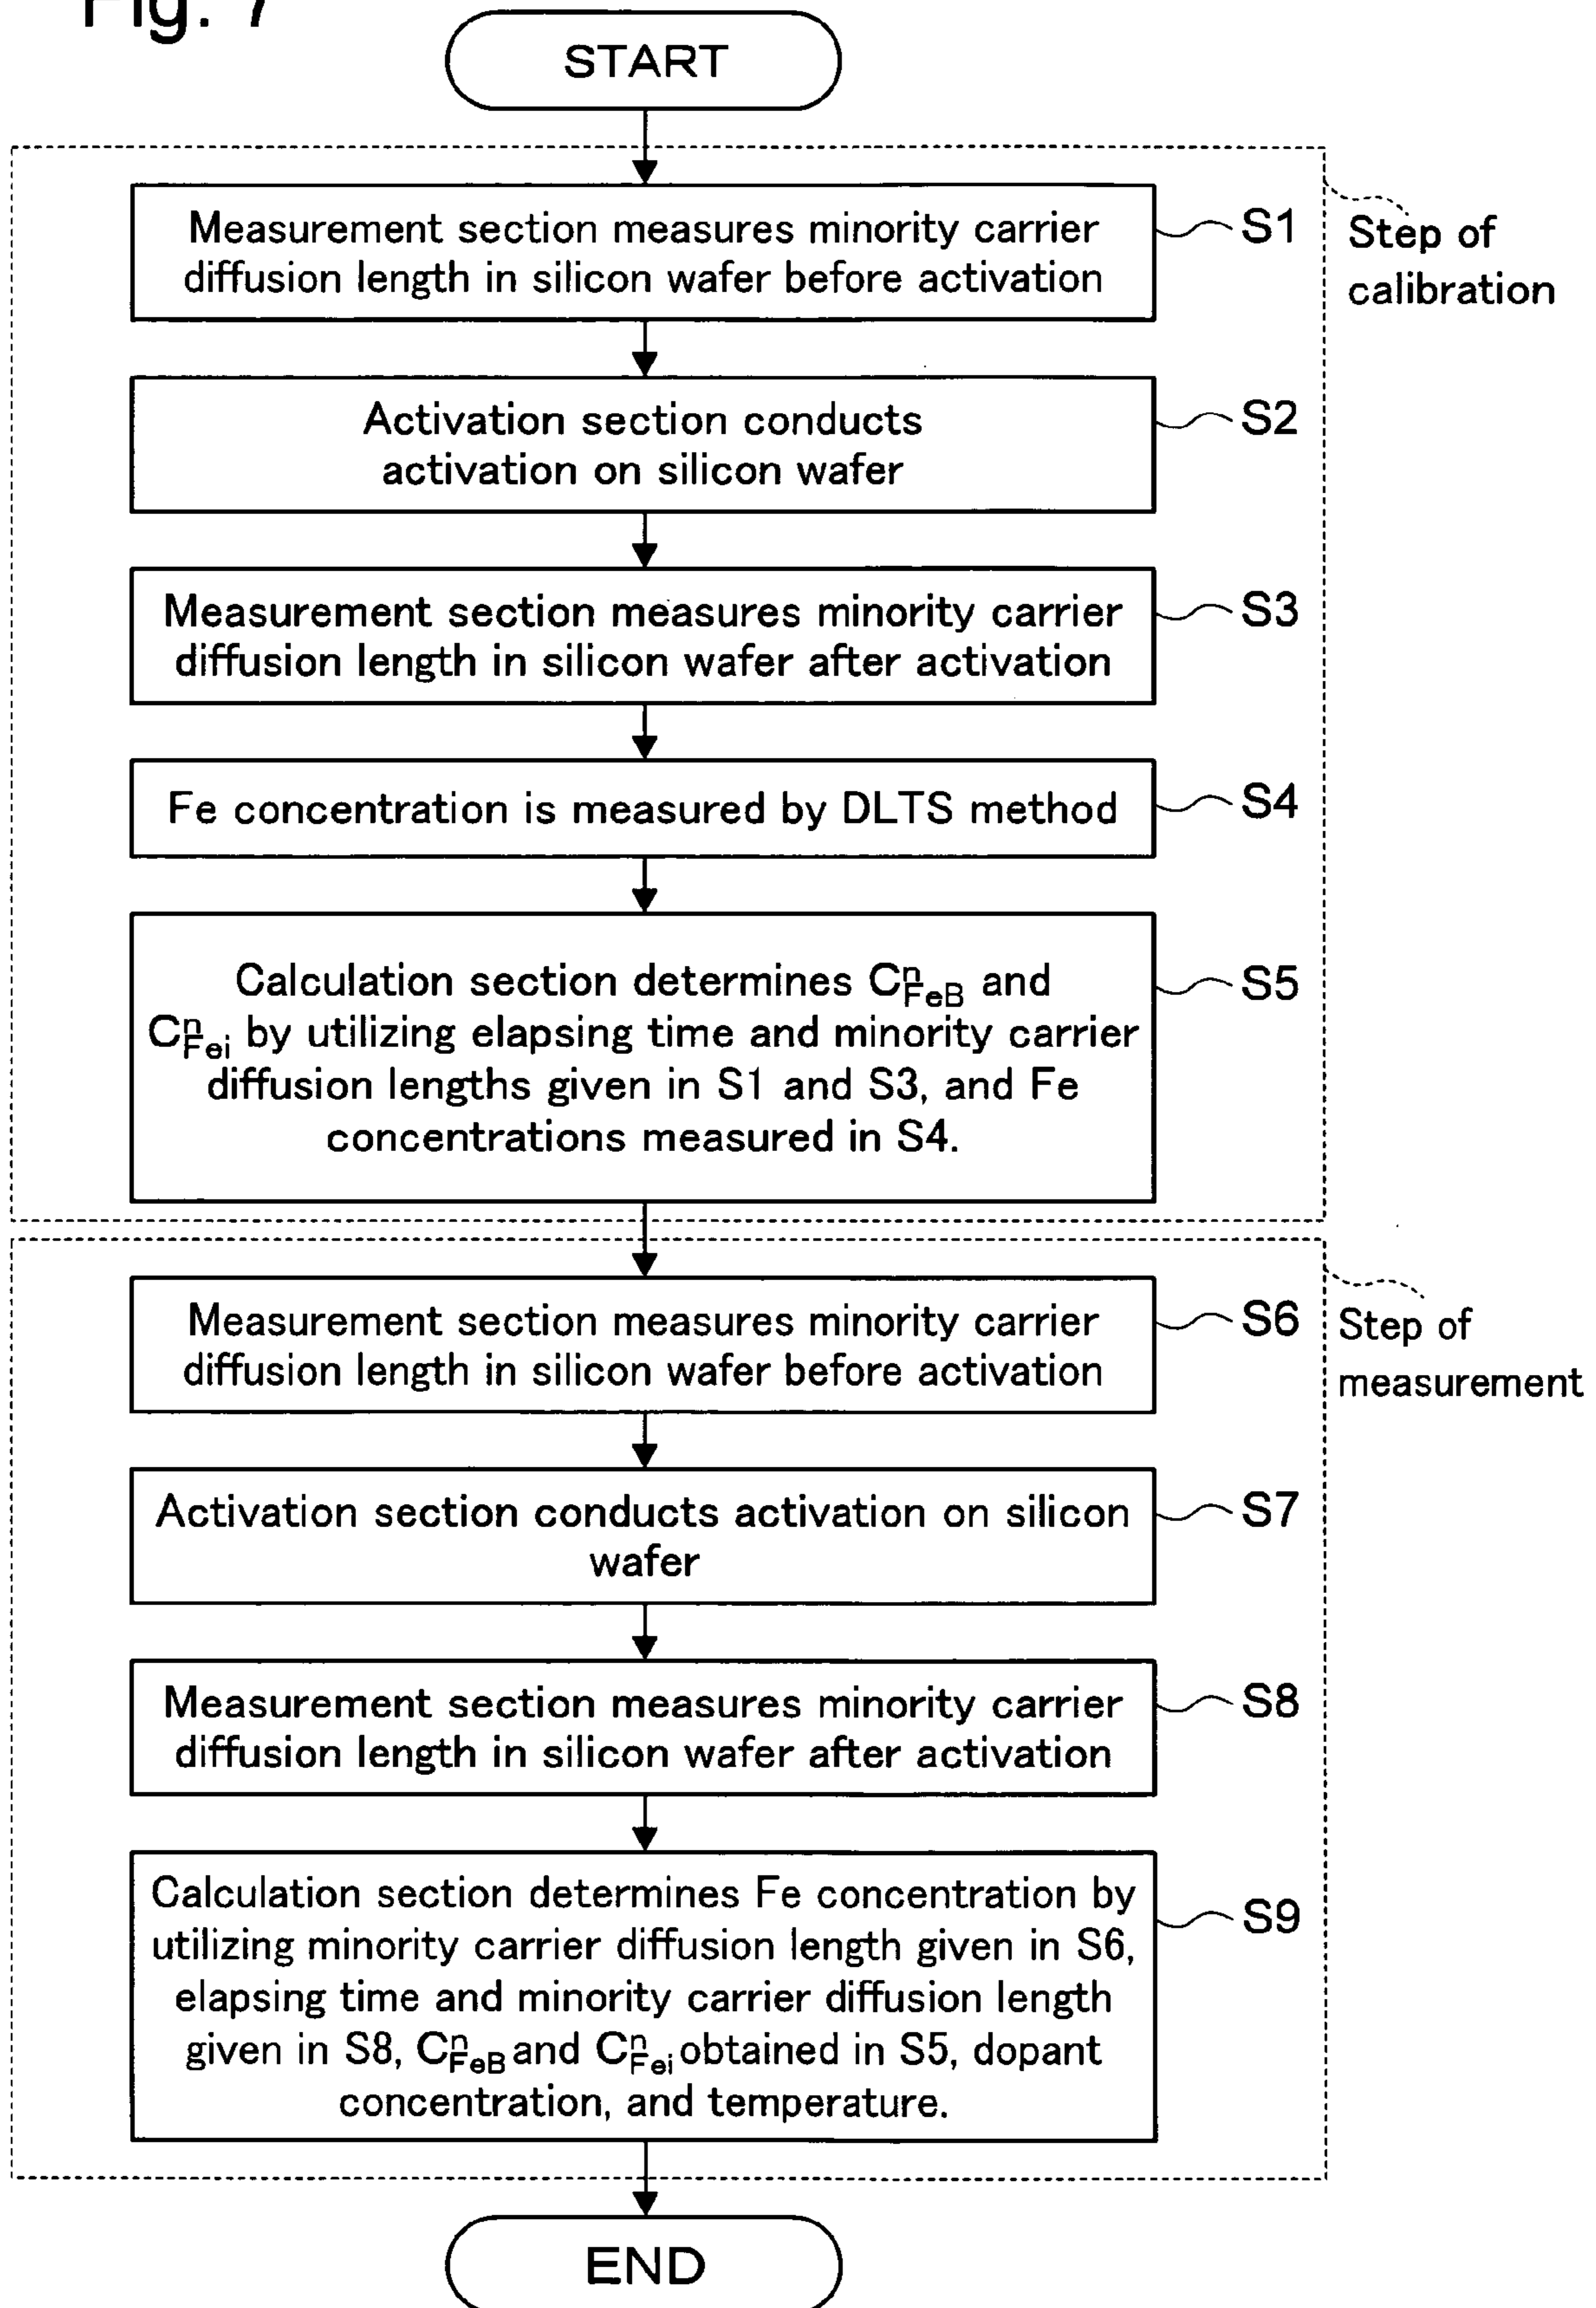 Fig. 7
START
Measurement section measures minority carrier
diffusion length in silicon wafer before activation
S1
Step of
calibration
Activation section conducts
activation on silicon wafer
S2
Measurement section measures minority carrier
diffusion length in silicon wafer after activation
S3
Fe concentration is measured by DLTS method
S4
Calculation section determines C^n_FeB and
C^n_Fei by utilizing elapsing time and minority carrier
diffusion lengths given in S1 and S3, and Fe
concentrations measured in S4.
S5
Measurement section measures minority carrier
diffusion length in silicon wafer before activation
S6
Step of
measurement
Activation section conducts activation on silicon
wafer
S7
Measurement section measures minority carrier
diffusion length in silicon wafer after activation
S8
Calculation section determines Fe concentration by
utilizing minority carrier diffusion length given in S6,
elapsing time and minority carrier diffusion length
given in S8, C^n_FeB and C^n_Fei obtained in S5, dopant
concentration, and temperature.
S9
END